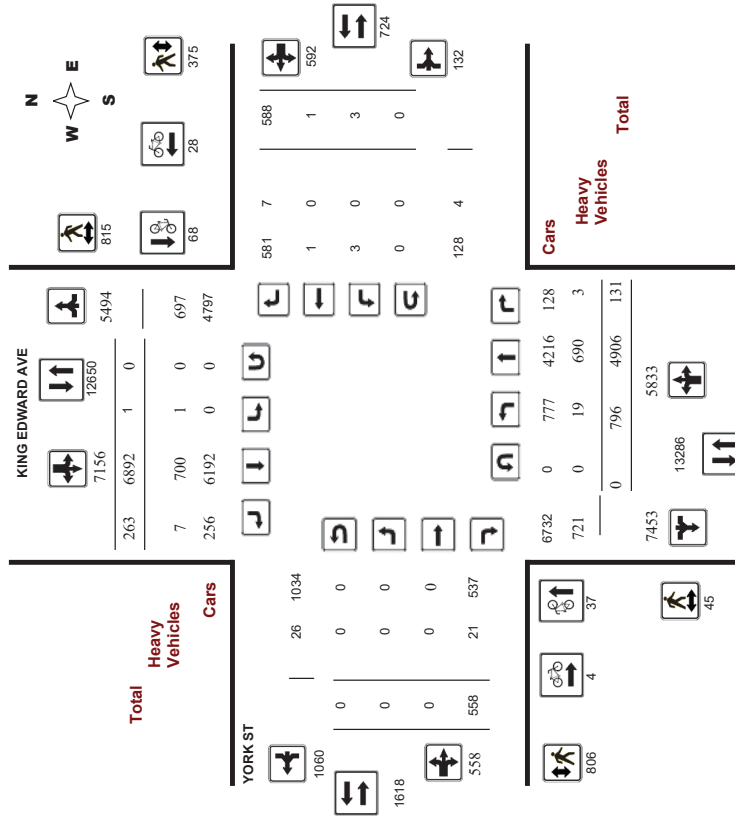 N
W E
S
KING EDWARD AVE
12650
7156
5494
263 6892 1 0
7 700 1 0 697
256 6192 0 0 4797
815
68
28
375
Total
Heavy
Vehicles
Cars
YORK ST
1060
1618
558
26 1034
0 0 0
0 0 0
0 0 0
558 21 537
592
724
132
581 7 588
1 0 1
3 0 3
0 0 0
128 4
Cars
Heavy
Vehicles
Total
6732 0 777 4216 128
721 0 19 690 3
0 796 4906 131
7453
13286
5833
806
4
37
45